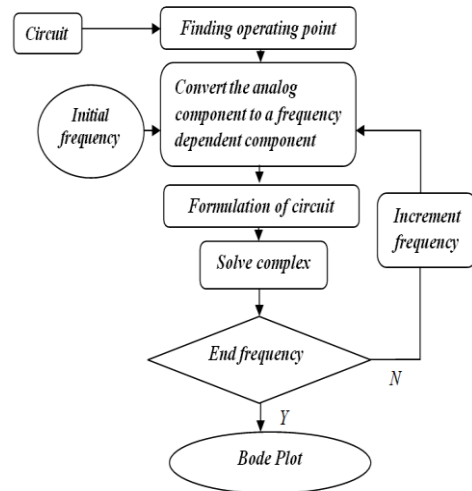 Circuit
Finding operating point
Convert the analog
component to a frequency
dependent component
Initial
frequency
Formulation of circuit
Increment
frequency
Solve complex
End frequency
N
Y
Bode Plot